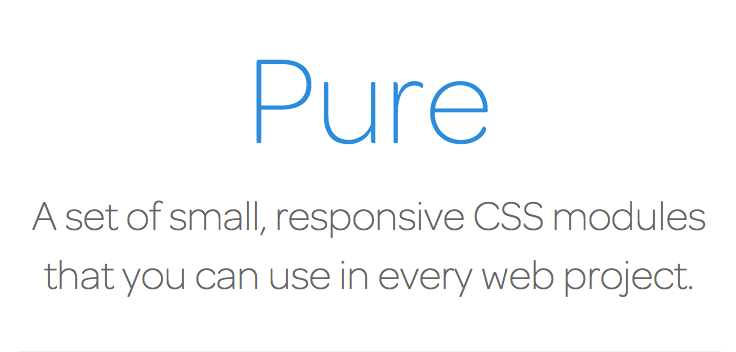 Pure
A set of small, responsive CSS modules
that you can use in every web project.